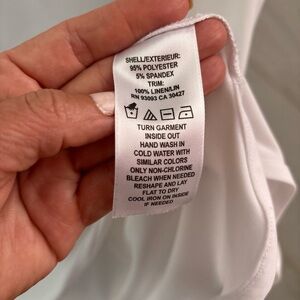 SHELL/EXTERIEUR:
95% POLYESTER
5% SPANDEX
TRIM:
100% LINEN/LIN
RN 93093 CA 30427
TURN GARMENT
INSIDE OUT
HAND WASH IN
COLD WATER WITH
SIMILAR COLORS
ONLY NON-CHLORINE
BLEACH WHEN NEEDED
RESHAPE AND LAY
FLAT TO DRY
COOL IRON ON INSIDE
IF NEEDED